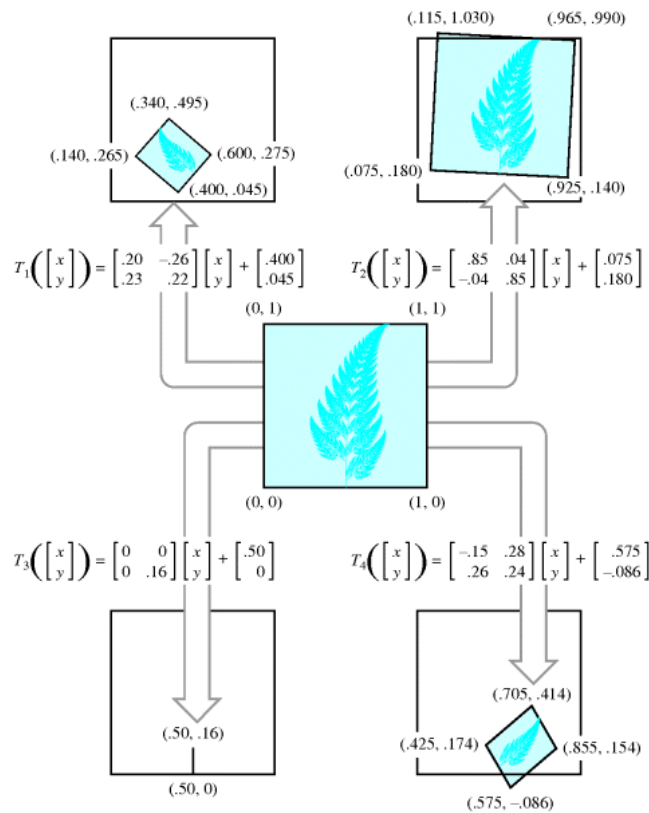 (.115, 1.030) (.965, .990)
(.340, .495)
(.140, .265) (.600, .275)
(.400, .045)
(.075, .180)
(.925, .140)
T₁([x y]) = [.20 –.26 .23 .22][x y] + [.400 .045]
T₂([x y]) = [.85 .04 –.04 .85][x y] + [.075 .180]
(0, 1) (1, 1)
(0, 0) (1, 0)
T₃([x y]) = [0 0 0 .16][x y] + [.50 0]
T₄([x y]) = [–.15 .28 .26 .24][x y] + [.575 –.086]
(.50, .16)
(.50, 0)
(.705, .414)
(.425, .174) (.855, .154)
(.575, –.086)